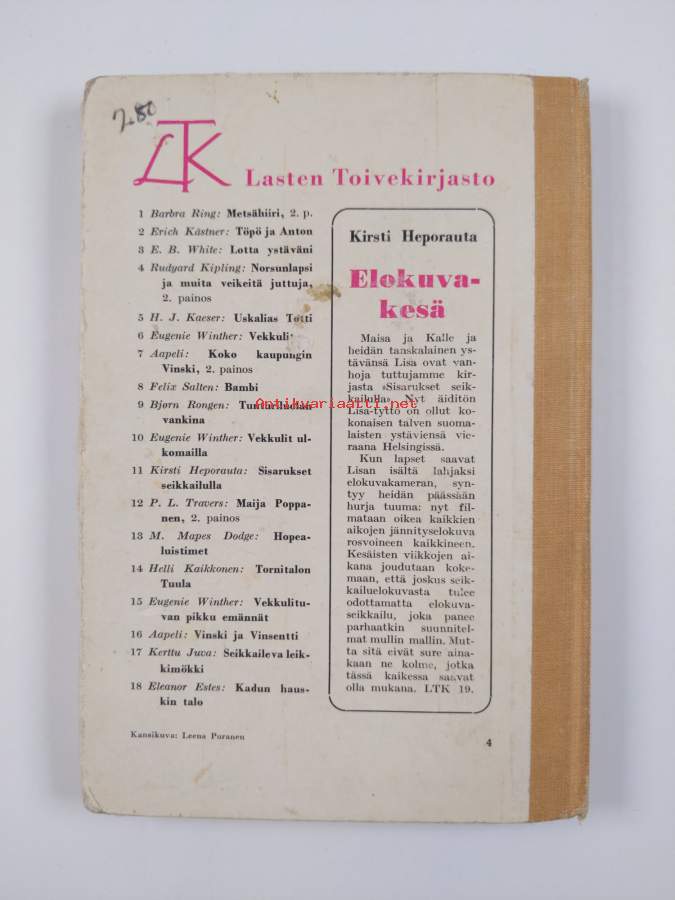 2.80
LTK Lasten Toivekirjasto
1 Barbra Ring: Metsähiiri, 2. p.
2 Erich Kästner: Töpö ja Anton
3 E. B. White: Lotta ystäväni
4 Rudyard Kipling: Norsunlapsi
ja muita veikeitä juttuja,
2. painos
5 H. J. Kaeser: Uskalias Totti
6 Eugenie Winther: Vekkuli
7 Aapeli: Koko kaupungin
Vinski, 2. painos
8 Felix Salten: Bambi
9 Bjørn Rongen:
vankina
10 Eugenie Winther: Vekkulit ul-
komailla
11 Kirsti Heporauta: Sisarukset
seikkailulla
12 P. L. Travers: Maija Poppa-
nen, 2. painos
13 M. Mapes Dodge: Hopea-
luistimet
14 Helli Kaikkonen: Tornitalon
Tuula
15 Eugenie Winther: Vekkulitu-
van pikku emännät
16 Aapeli: Vinski ja Vinsentti
17 Kerttu Juva: Seikkaileva leik-
kimökki
18 Eleanor Estes: Kadun haus-
kin talo
Kansikuva: Leena Puranen
Kirsti Heporauta
Elokuva-
kesä
Maisa ja Kalle ja
heidän tanskalainen ys-
tävänsä Lisa ovat van-
hoja tuttujamme kir-
jasta »Sisarukset seik-
kailulla». Nyt äiditön
Lisa-tyttö on ollut ko-
konaisen talven suoma-
laisten ystäviensä vie-
raana Helsingissä.
Kun lapset saavat
Lisan isältä lahjaksi
elokuvakameran, syn-
tyy heidän päässään
hurja tuuma: nyt fil-
mataan oikea kaikkien
aikojen jännityselokuva
rosvoineen kaikkineen.
Kesäisten viikkojen ai-
kana joudutaan koke-
maan, että joskus seik-
kailuelokuvasta tulee
odottamatta elokuva-
seikkailu, joka panee
parhaatkin suunnitel-
mat mullin mallin. Mut-
ta sitä eivät sure aina-
kaan ne kolme, jotka
tässä kaikessa saavat
olla mukana. LTK 19.
4
Antikvariaatti.net